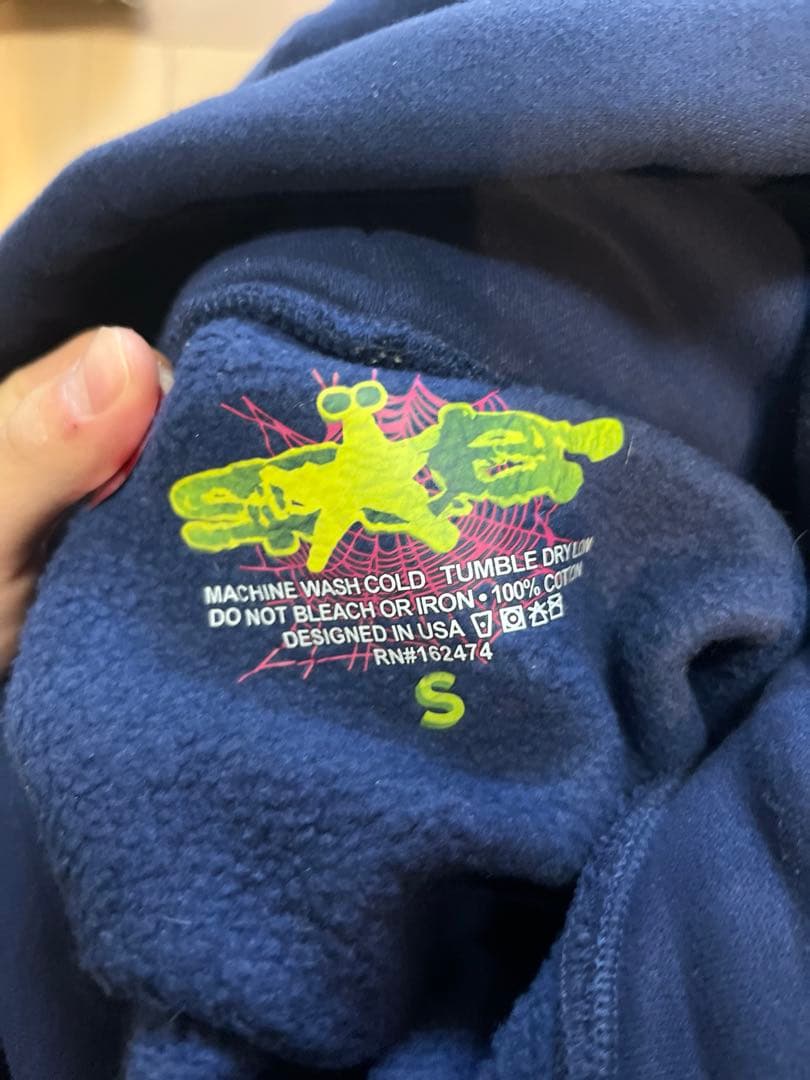 MACHINE WASH COLD TUMBLE DRY LOW
DO NOT BLEACH OR IRON • 100% COTTON
DESIGNED IN USA
RN#162474
S